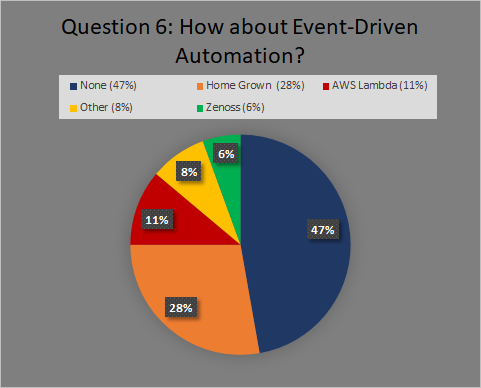 Question 6: How about Event-Driven
Automation?
None (47%) Home Grown (28%) AWS Lambda (11%)
Other (8%) Zenoss (6%)
6%
8%
11%
47%
28%